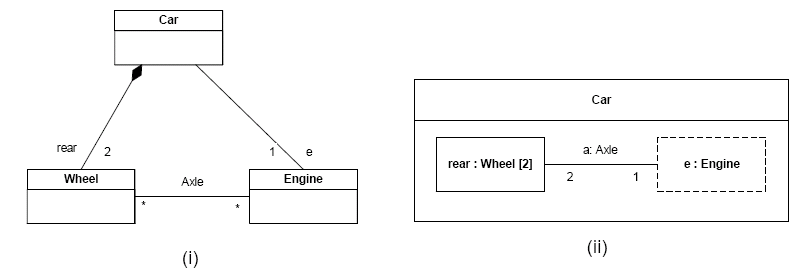 Car
rear
2
1
e
Wheel
Axle
Engine
*
*
(i)
Car
rear : Wheel [2]
a: Axle
e : Engine
2
1
(ii)